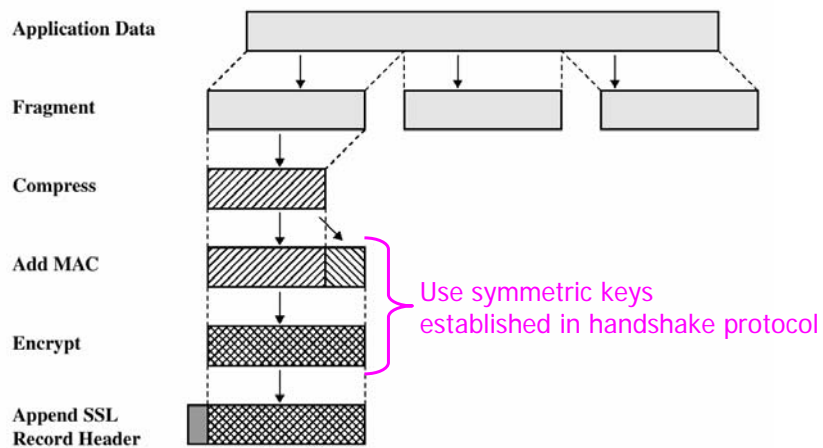 Application Data
Fragment
Compress
Add MAC
Use symmetric keys
established in handshake protocol
Encrypt
Append SSL
Record Header